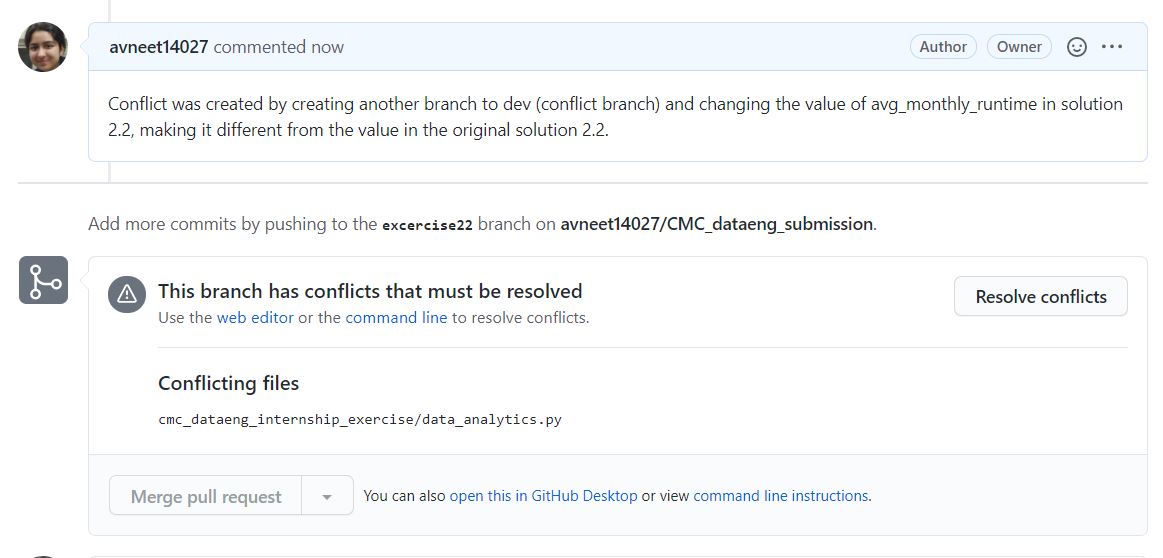 avneet14027 commented now
Author
Owner
Conflict was created by creating another branch to dev (conflict branch) and changing the value of avg_monthly_runtime in solution
2.2, making it different from the value in the original solution 2.2.
Add more commits by pushing to the excercise22 branch on avneet14027/CMC_dataeng_submission.
This branch has conflicts that must be resolved
Use the web editor or the command line to resolve conflicts.
Resolve conflicts
Conflicting files
cmc_dataeng_internship_exercise/data_analytics.py
Merge pull request
You can also open this in GitHub Desktop or view command line instructions.